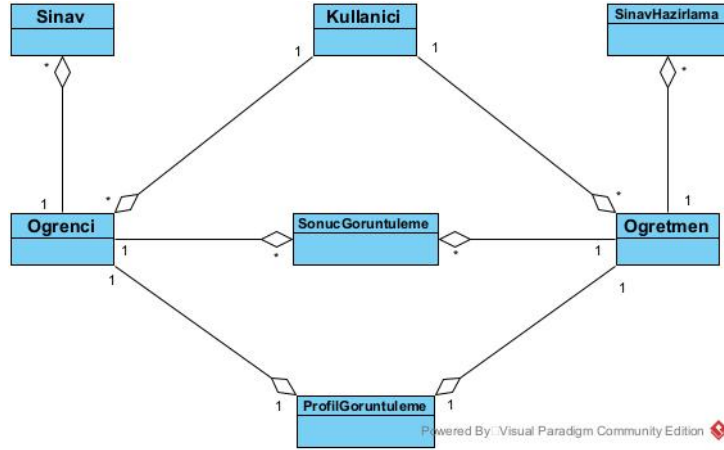 Sinav
Kullanici
SinavHazirlama
*
1
1
*
1
*
*
1
Ogrenci
SonucGoruntuleme
Ogretmen
1
*
*
1
1
1
1
ProfilGoruntuleme
1
Powered By Visual Paradigm Community Edition